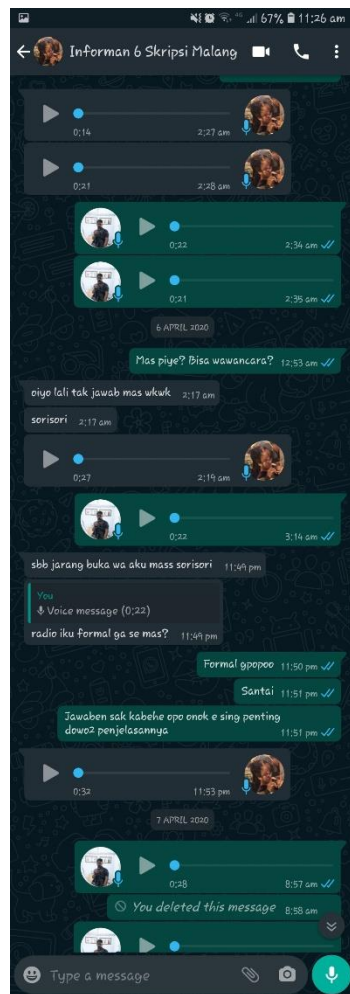 67% 11:26 am
Informan 6 Skripsi Malang
0:14 2:27 am
0:21 2:28 am
0:22 2:34 am
0:21 2:35 am
6 APRIL 2020
Mas piye? Bisa wawancara? 12:53 am
oiyo lali tak jawab mas wkwk 2:17 am
sorisori 2:17 am
0:27 2:19 am
0:22 3:14 am
sbb jarang buka wa aku mass sorisori 11:49 pm
You
Voice message (0:22)
radio iku formal ga se mas? 11:49 pm
Formal gpopoo 11:50 pm
Santai 11:51 pm
Jawaben sak kabehe opo onok e sing penting
dowo2 penjelasannya 11:51 pm
0:32 11:53 pm
7 APRIL 2020
0:28 8:57 am
You deleted this message 8:58 am
Type a message